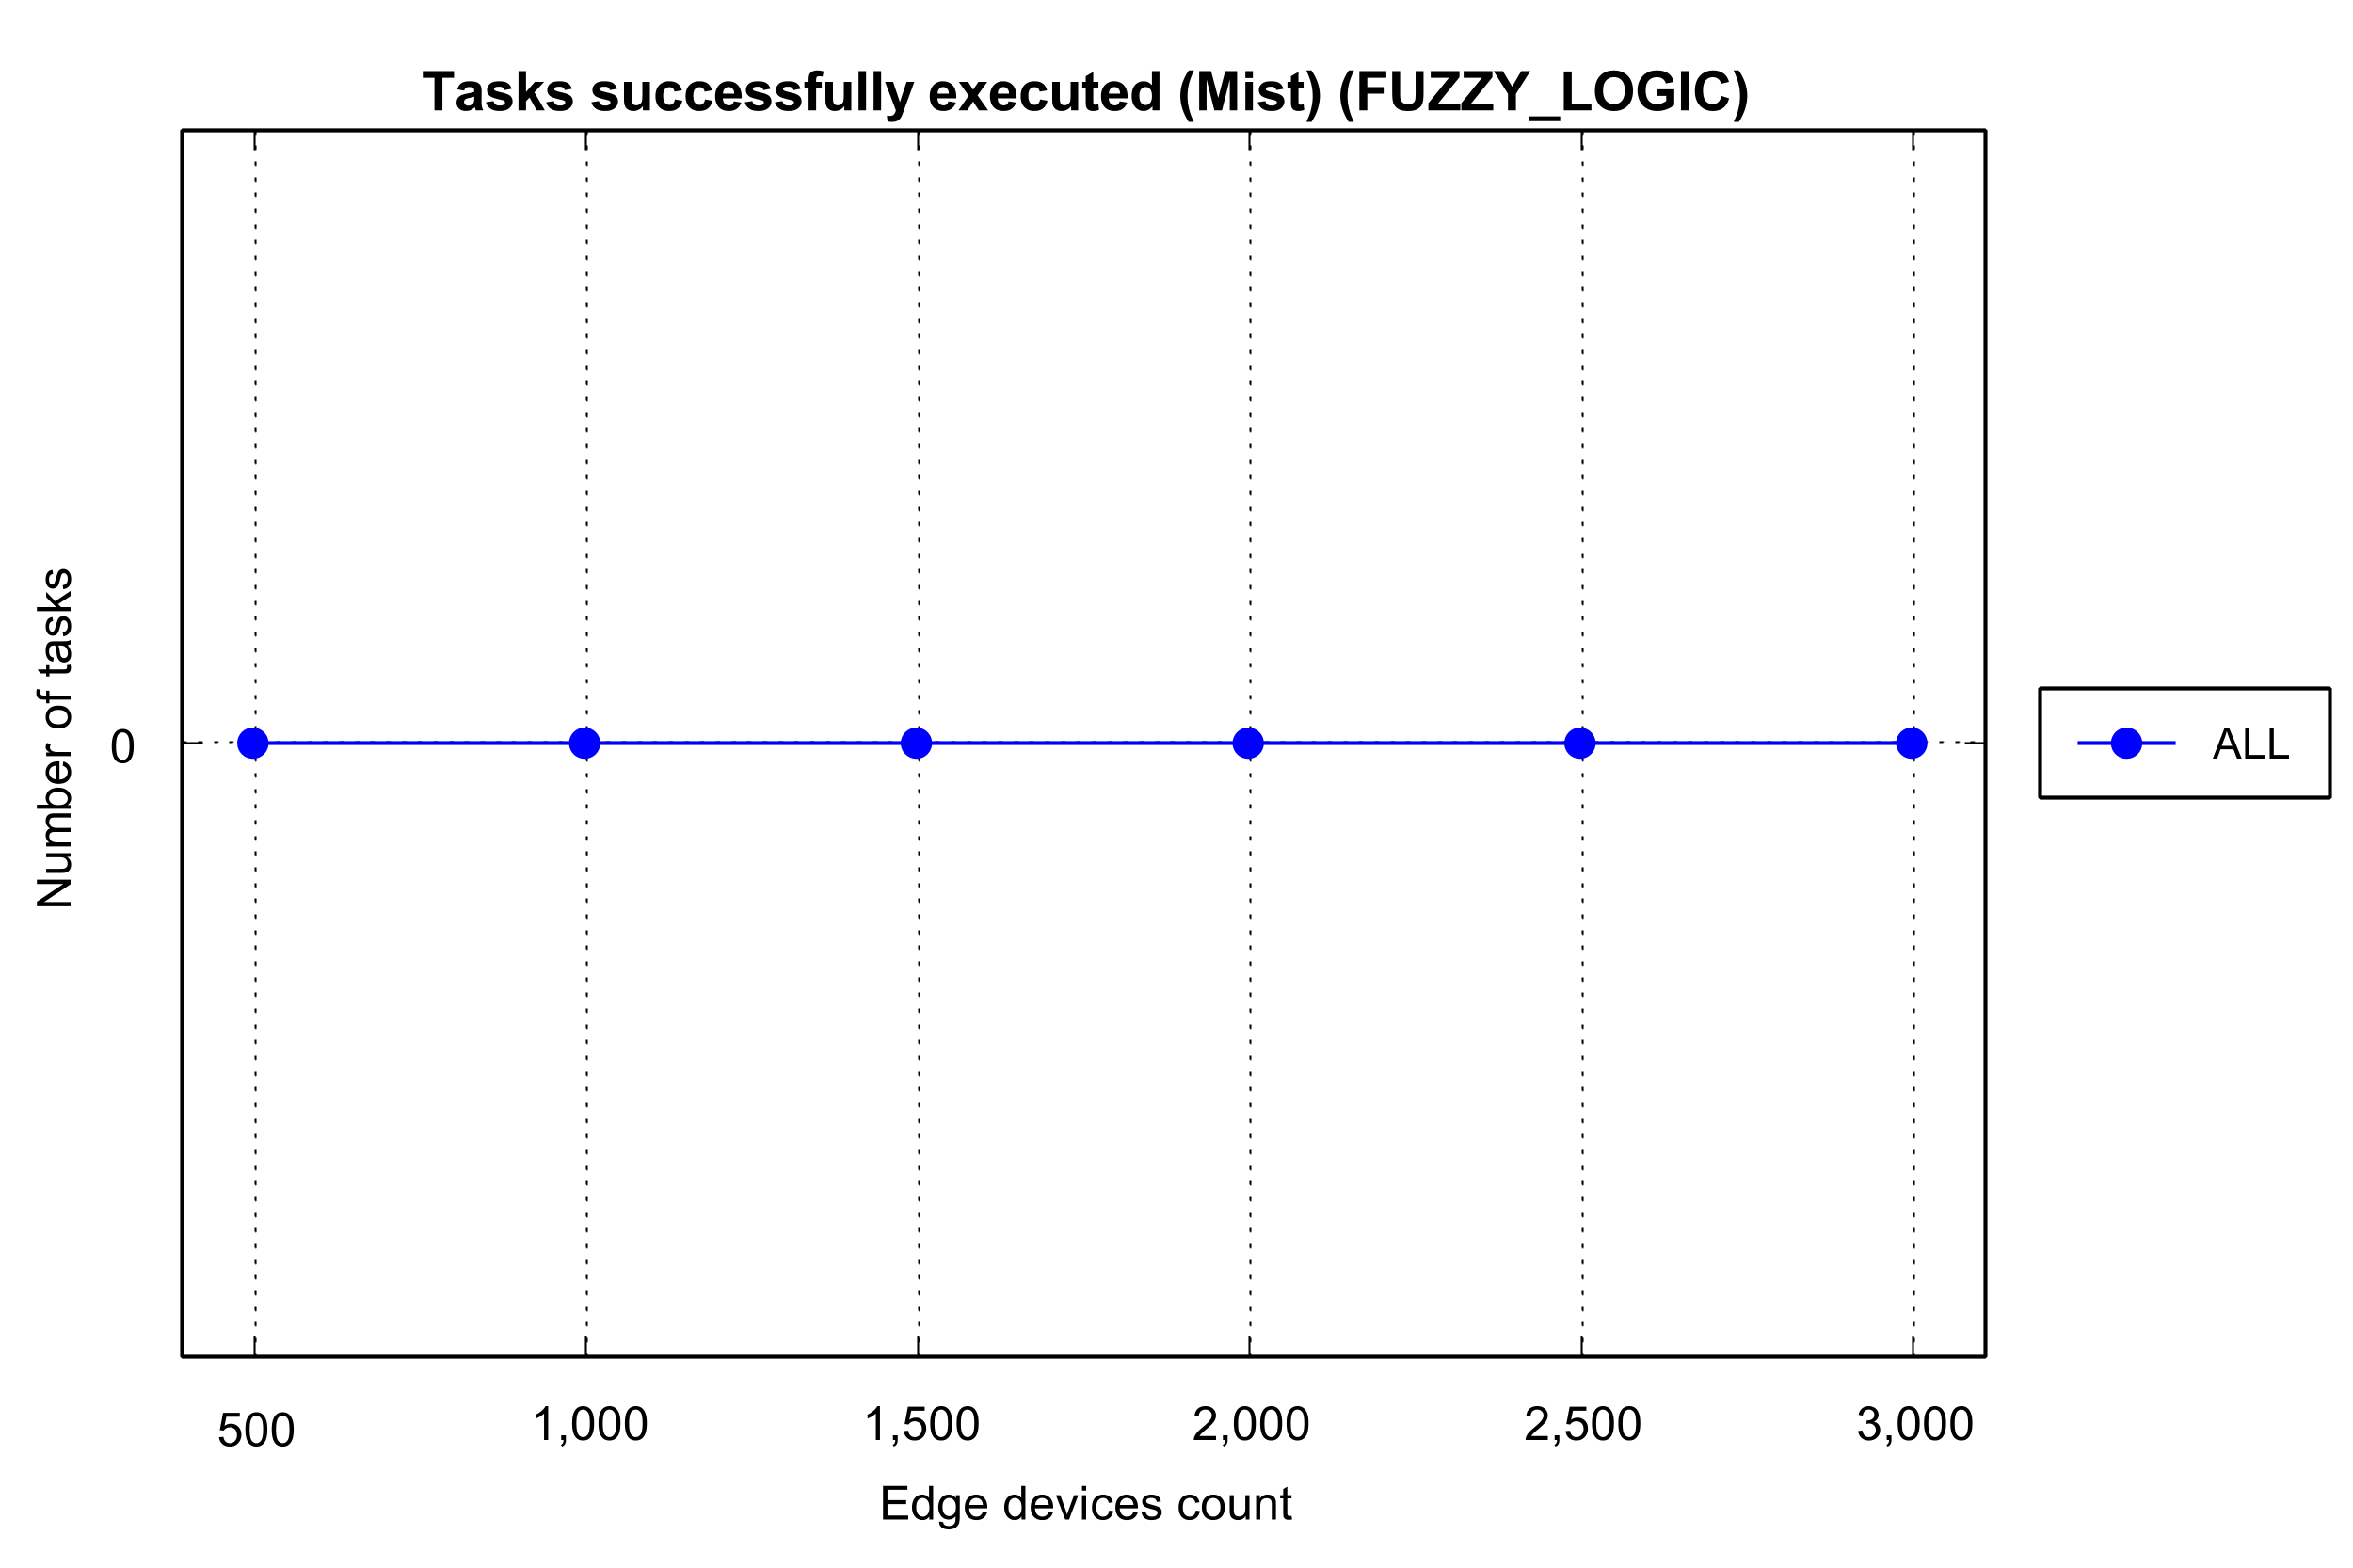 Tasks successfully executed (Mist) (FUZZY_LOGIC)
Number of tasks
0
ALL
500 1,000 1,500 2,000 2,500 3,000
Edge devices count